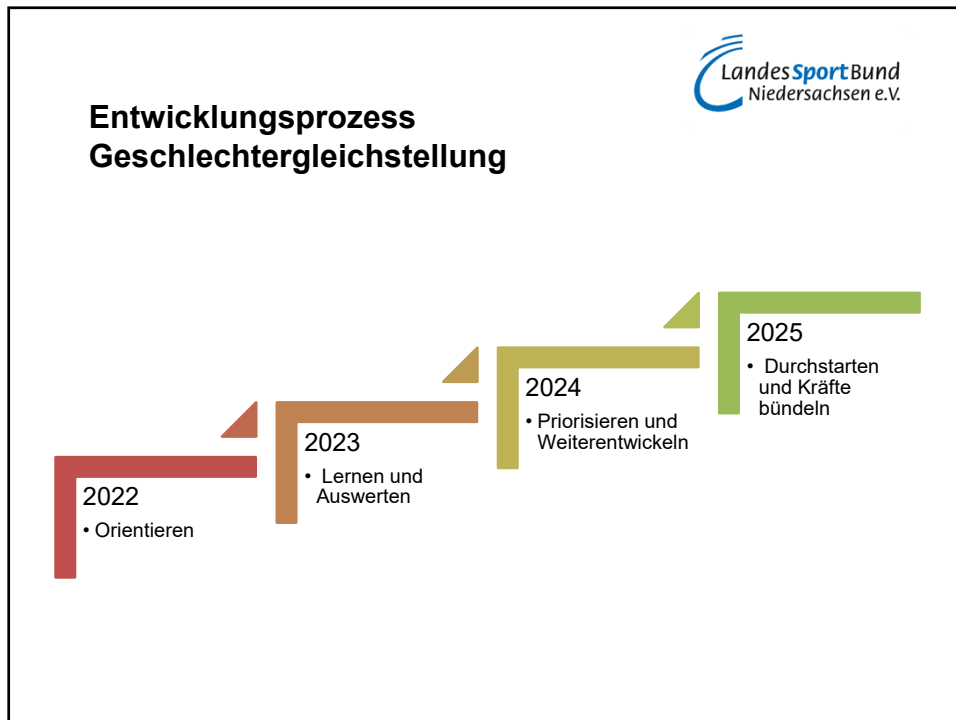 LandesSportBund
Niedersachsen e.V.
Entwicklungsprozess
Geschlechtergleichstellung
2022
• Orientieren
2023
• Lernen und
Auswerten
2024
• Priorisieren und
Weiterentwickeln
2025
• Durchstarten
und Kräfte
bündeln